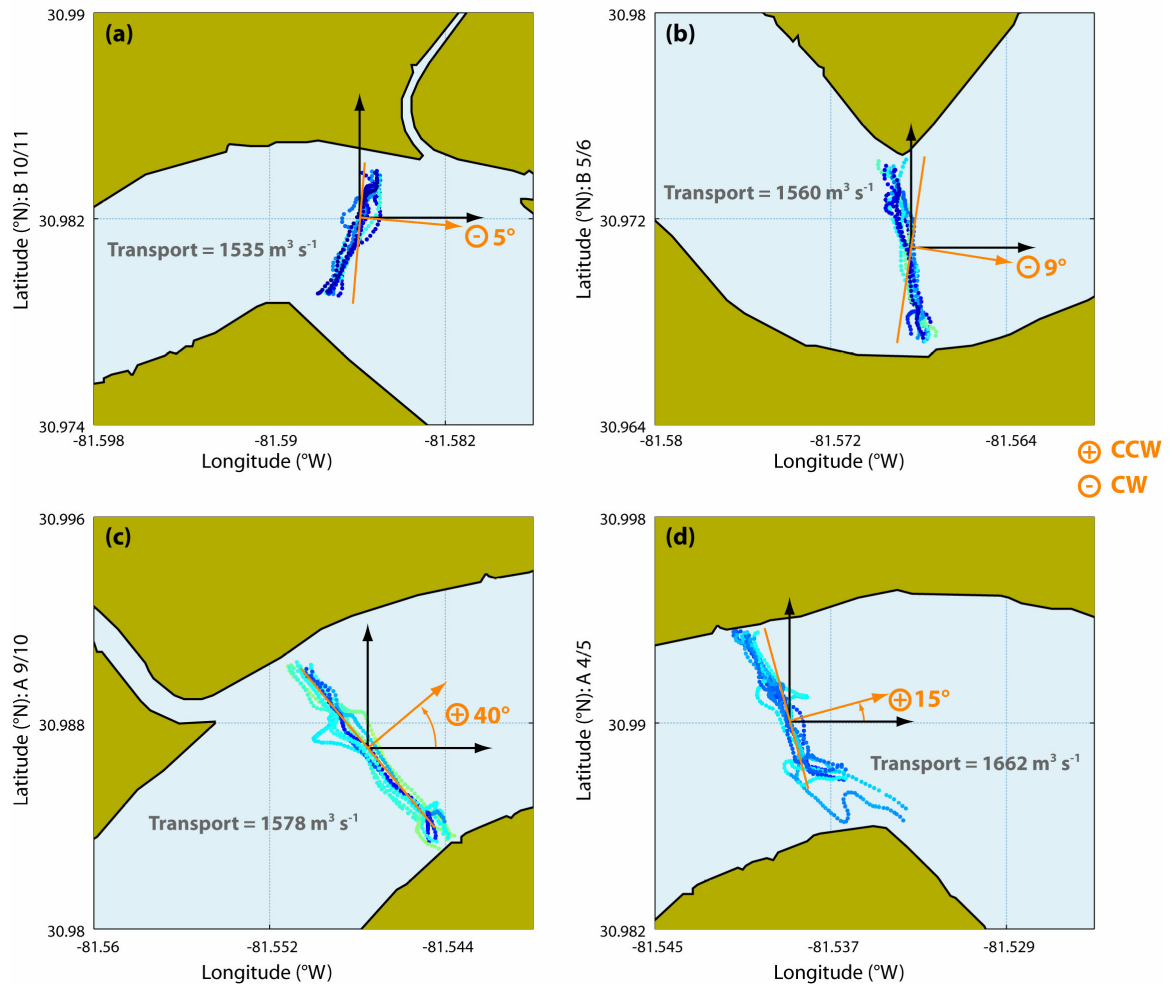 30.99
(a)
Latitude (°N): B 10/11
30.982
⊖ 5°
Transport = 1535 m³ s⁻¹
30.974
-81.598
-81.59
-81.582
Longitude (°W)
30.98
(b)
Latitude (°N): B 5/6
Transport = 1560 m³ s⁻¹
30.972
⊖ 9°
30.964
-81.58
-81.572
-81.564
Longitude (°W)
⊕ CCW
⊖ CW
30.996
(c)
Latitude (°N): A 9/10
⊕ 40°
30.988
Transport = 1578 m³ s⁻¹
30.98
-81.56
-81.552
-81.544
Longitude (°W)
30.998
(d)
Latitude (°N): A 4/5
⊕ 15°
30.99
Transport = 1662 m³ s⁻¹
30.982
-81.545
-81.537
-81.529
Longitude (°W)